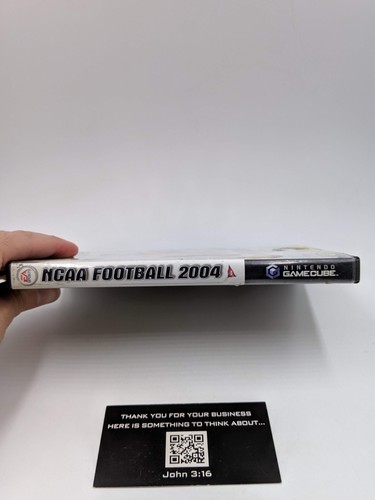 NCAA FOOTBALL 2004
NINTENDO
GAMECUBE
THANK YOU FOR YOUR BUSINESS
HERE IS SOMETHING TO THINK ABOUT...
John 3:16